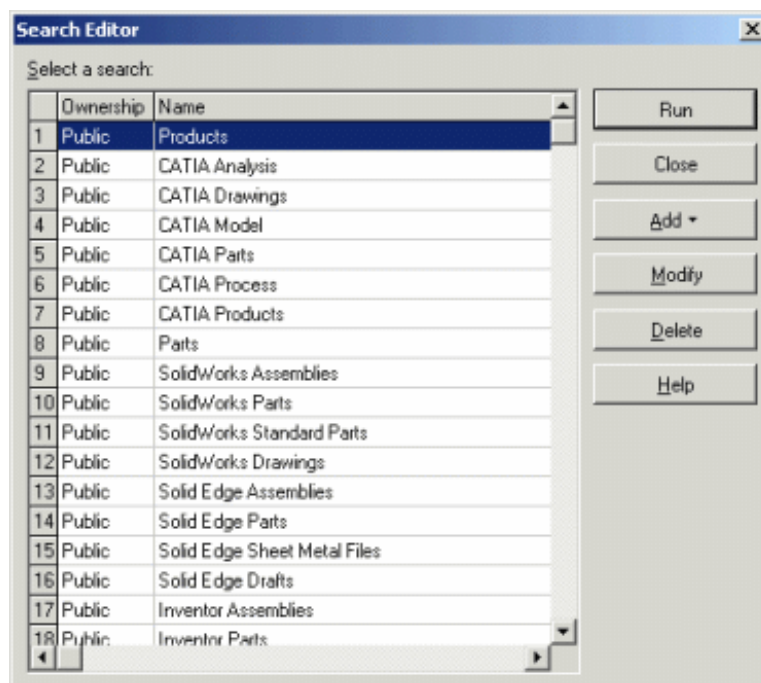 Search Editor
Select a search:
Ownership Name
1 Public Products
2 Public CATIA Analysis
3 Public CATIA Drawings
4 Public CATIA Model
5 Public CATIA Parts
6 Public CATIA Process
7 Public CATIA Products
8 Public Parts
9 Public SolidWorks Assemblies
10 Public SolidWorks Parts
11 Public SolidWorks Standard Parts
12 Public SolidWorks Drawings
13 Public Solid Edge Assemblies
14 Public Solid Edge Parts
15 Public Solid Edge Sheet Metal Files
16 Public Solid Edge Drafts
17 Public Inventor Assemblies
18 Public Inventor Parts
Run
Close
Add
Modify
Delete
Help